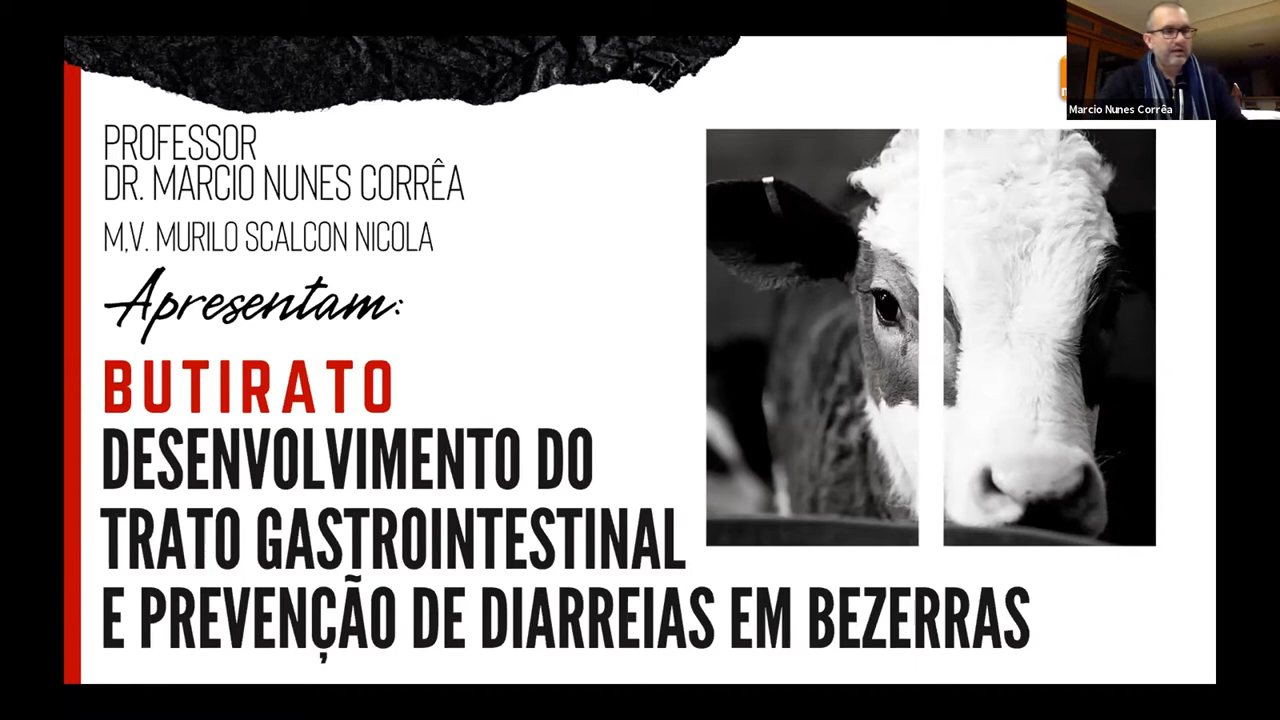 PROFESSOR
DR. MARCIO NUNES CORRÊA
M,V. MURILO SCALCON NICOLA
Apresentam:
BUTIRATO
DESENVOLVIMENTO DO
TRATO GASTROINTESTINAL
E PREVENÇÃO DE DIARREIAS EM BEZERRAS
Marcio Nunes Corrêa